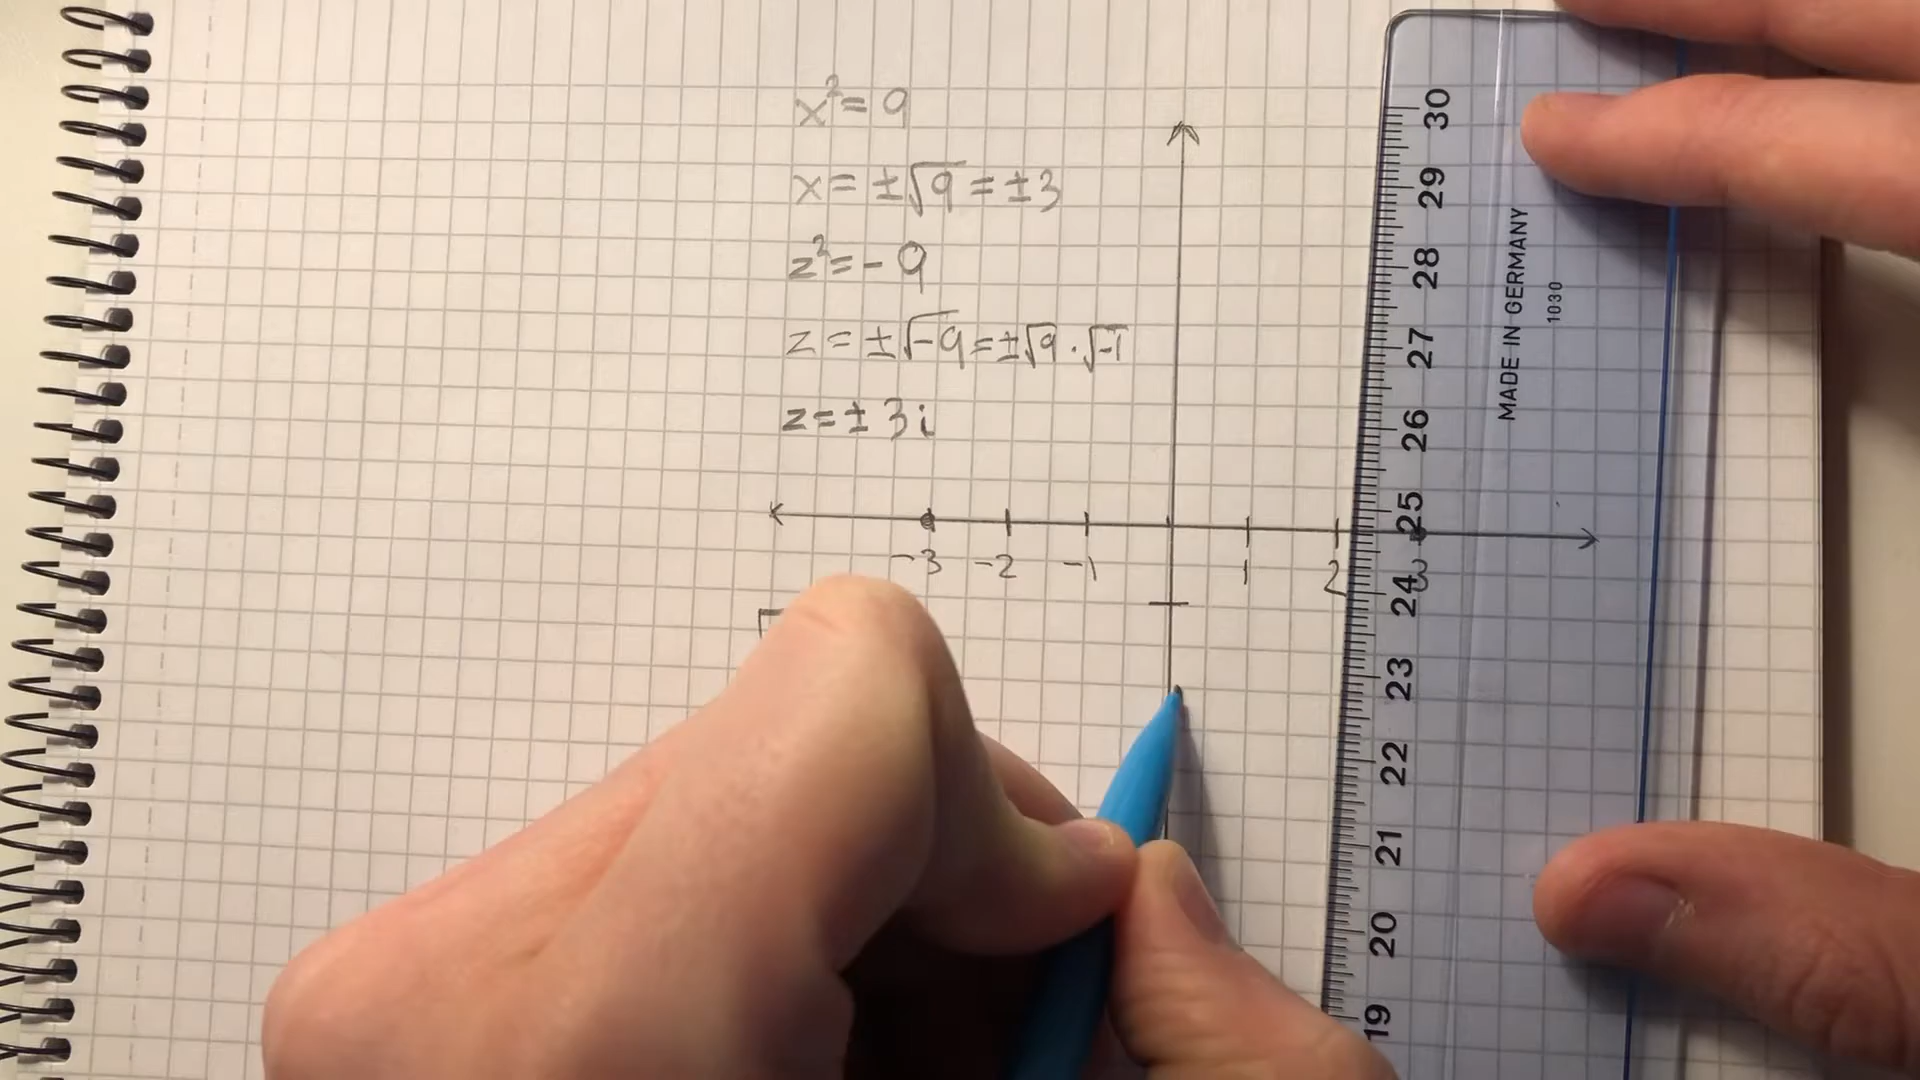 x² = 9
x = ±√9 = ±3
z² = - 9
z = ±√-9 = ±√9 · √-1
z = ± 3i
-3 -2 -1 1 2 3
30
29
28
27
26
25
24
23
22
21
20
19
MADE IN GERMANY
1030